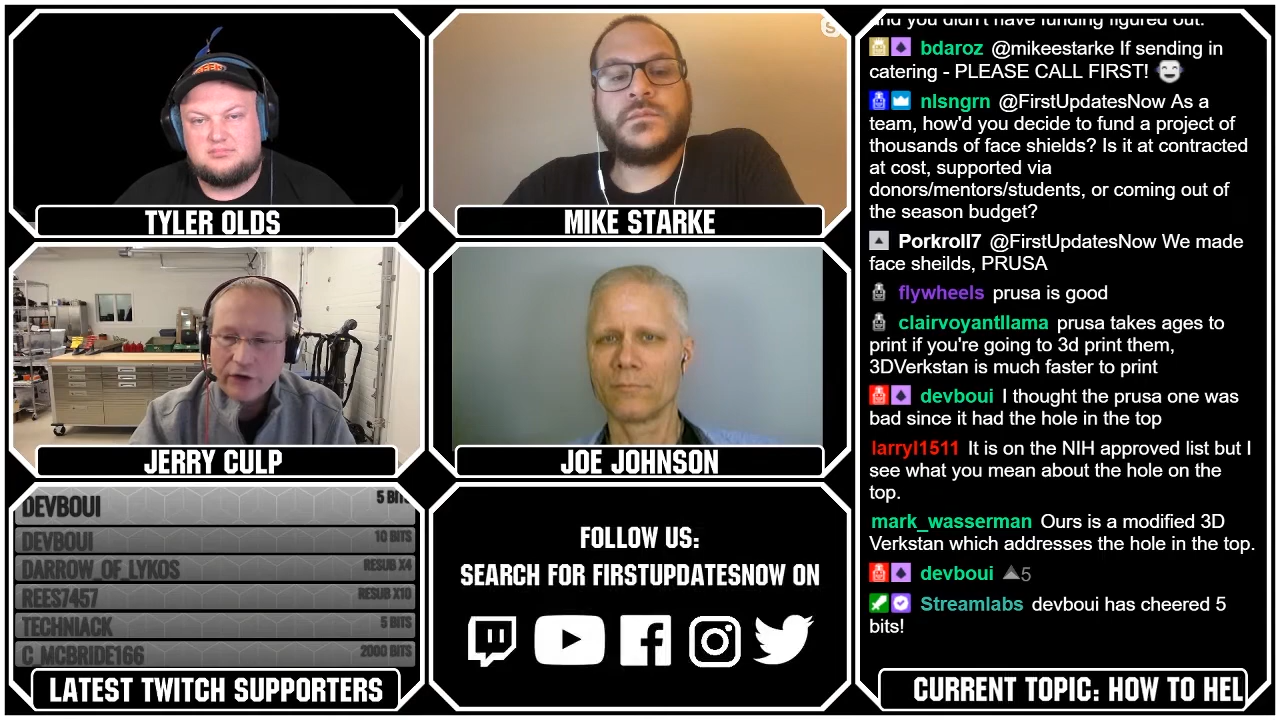 TYLER OLDS
MIKE STARKE
JERRY CULP
JOE JOHNSON
DEVBOUI 5 BITS
DEVBOUI 10 BITS
DARROW_OF_LYKOS RESUB X4
REES7457 RESUB X10
TECHNIACK 5 BITS
C_MCBRIDE166 2000 BITS
LATEST TWITCH SUPPORTERS
FOLLOW US:
SEARCH FOR FIRSTUPDATESNOW ON
and you didn't have funding figured out.
bdaroz @mikeestarke If sending in
catering - PLEASE CALL FIRST!
nlsngrn @FirstUpdatesNow As a
team, how'd you decide to fund a project of
thousands of face shields? Is it at contracted
at cost, supported via
donors/mentors/students, or coming out of
the season budget?
Porkroll7 @FirstUpdatesNow We made
face sheilds, PRUSA
flywheels prusa is good
clairvoyantllama prusa takes ages to
print if you're going to 3d print them,
3DVerkstan is much faster to print
devboui I thought the prusa one was
bad since it had the hole in the top
larryl1511 It is on the NIH approved list but I
see what you mean about the hole on the
top.
mark_wasserman Ours is a modified 3D
Verkstan which addresses the hole in the top.
devboui 5
Streamlabs devboui has cheered 5
bits!
CURRENT TOPIC: HOW TO HEL